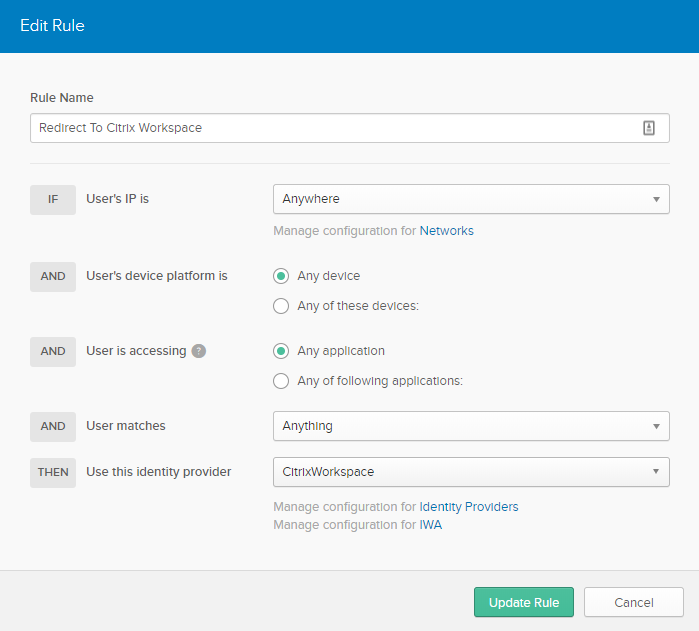 Edit Rule
Rule Name
Redirect To Citrix Workspace
IF User's IP is Anywhere
Manage configuration for Networks
AND User's device platform is Any device
Any of these devices:
AND User is accessing ? Any application
Any of following applications:
AND User matches Anything
THEN Use this identity provider CitrixWorkspace
Manage configuration for Identity Providers
Manage configuration for IWA
Update Rule Cancel